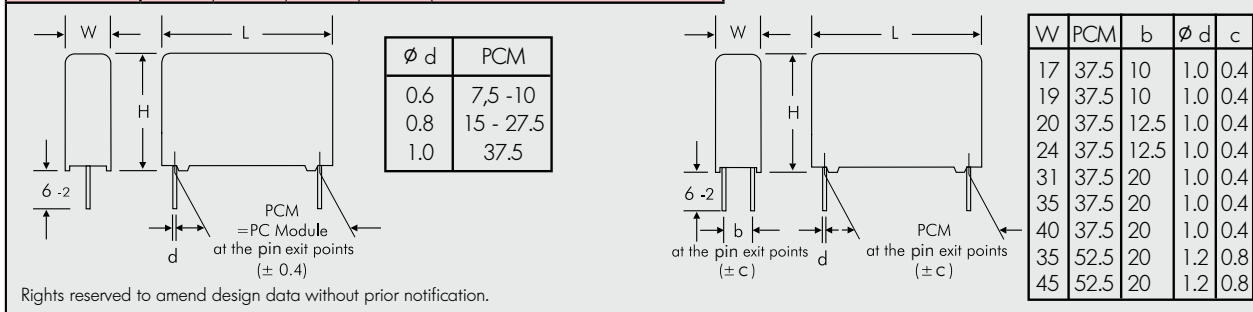 W
L
H
6 -2
d
PCM
=PC Module
at the pin exit points
(± 0.4)
ø d PCM
0.6 7,5 -10
0.8 15 - 27.5
1.0 37.5
Rights reserved to amend design data without prior notification.
W
L
H
6 -2
b
at the pin exit points
(± c )
d
PCM
at the pin exit points
(± c )
W PCM b ø d c
17 37.5 10 1.0 0.4
19 37.5 10 1.0 0.4
20 37.5 12.5 1.0 0.4
24 37.5 12.5 1.0 0.4
31 37.5 20 1.0 0.4
35 37.5 20 1.0 0.4
40 37.5 20 1.0 0.4
35 52.5 20 1.2 0.8
45 52.5 20 1.2 0.8